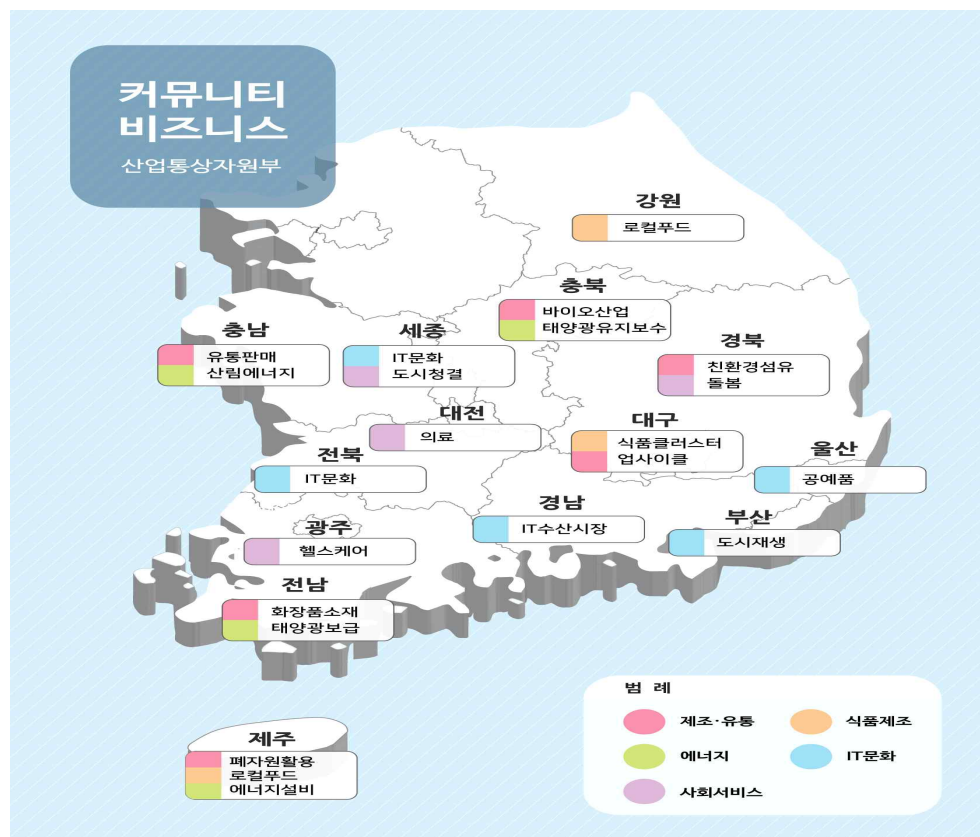 커뮤니티
비즈니스
산업통상자원부
강원
로컬푸드
충북
바이오산업
태양광유지보수
충남
유통판매
산림에너지
세종
IT문화
도시청결
경북
친환경섬유
돌봄
대전
의료
대구
식품클러스터
업사이클
전북
IT문화
울산
공예품
경남
IT수산시장
부산
도시재생
광주
헬스케어
전남
화장품소재
태양광보급
제주
폐자원활용
로컬푸드
에너지설비
범 례
제조·유통
식품제조
에너지
IT문화
사회서비스